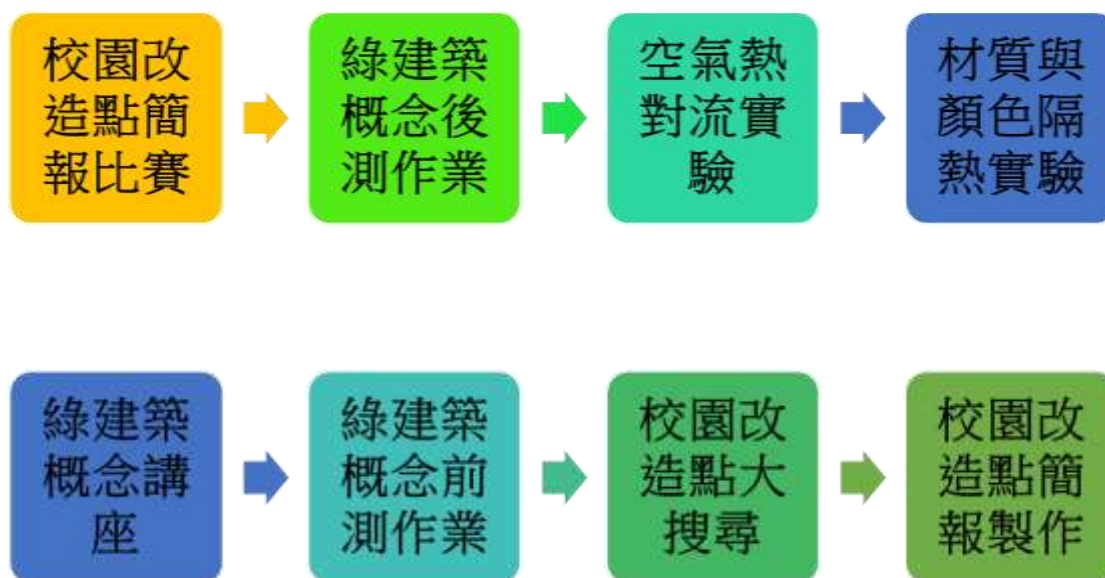 校園改
造點簡
報比賽
綠建築
概念後
測作業
空氣熱
對流實
驗
材質與
顏色隔
熱實驗
綠建築
概念講
座
綠建築
概念前
測作業
校園改
造點大
搜尋
校園改
造點簡
報製作